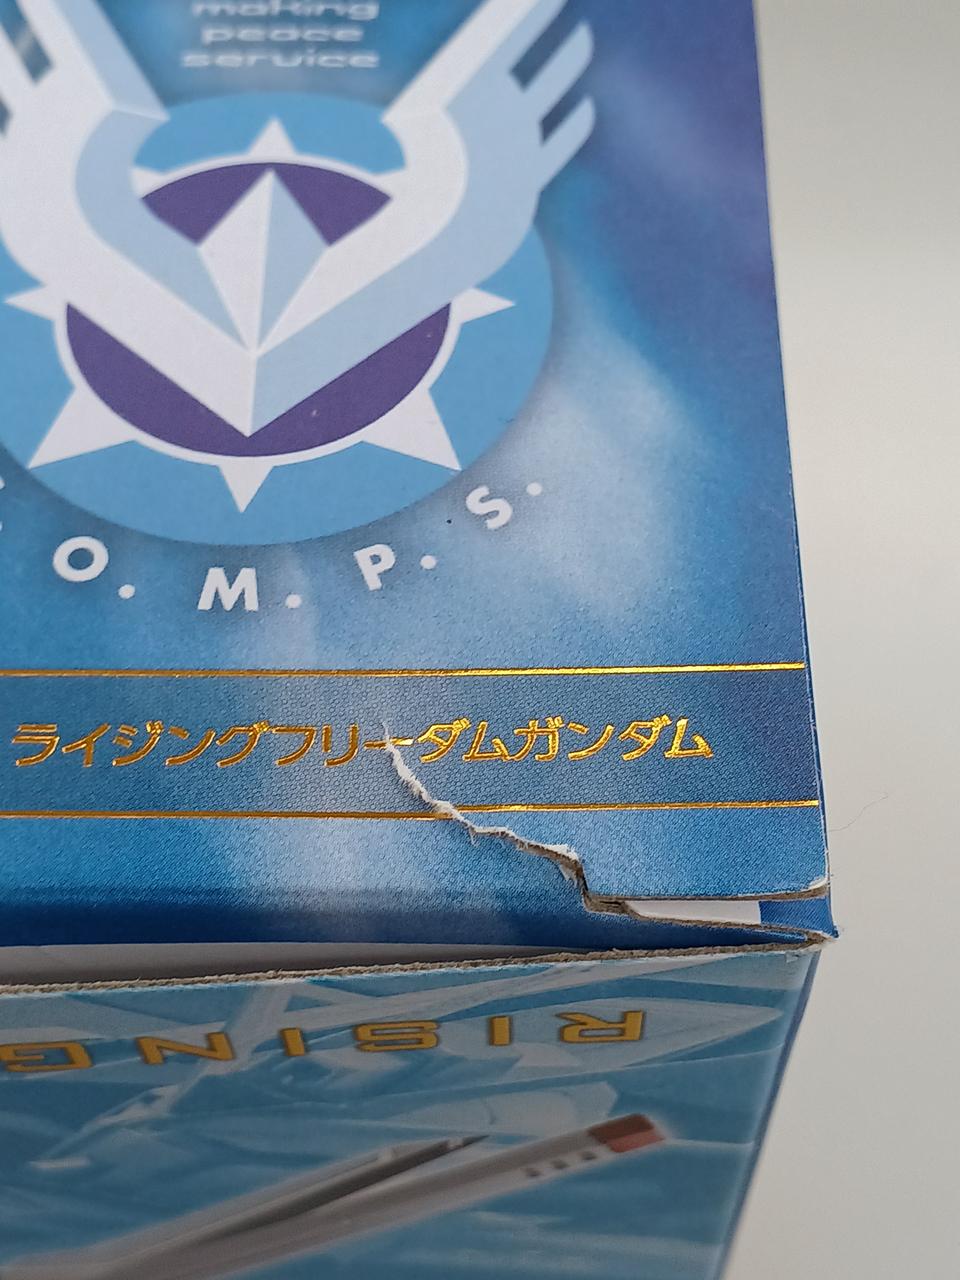 making
peace
service
O. M. P. S.
ライジングフリーダムガンダム
RISING